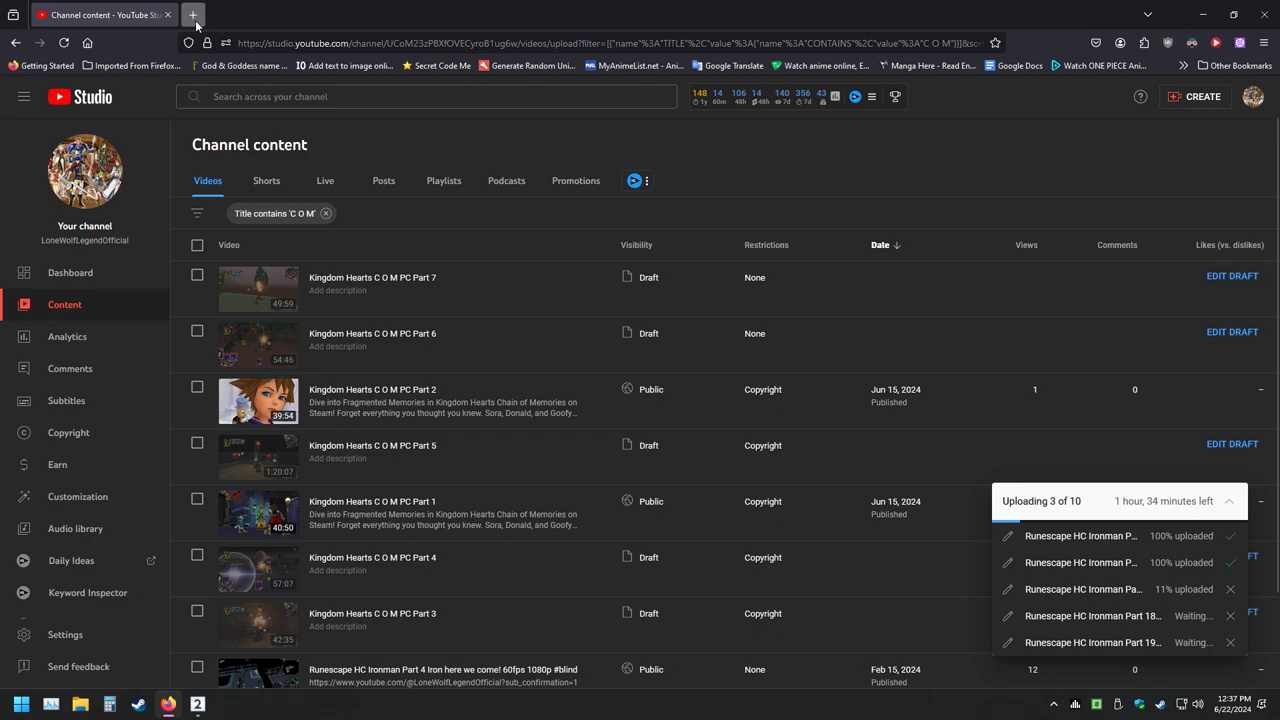 Channel content - YouTube Stu
https://studio.youtube.com/channel/UCoM23zPBXfOVECyroB1ug6w/videos/upload?filter=[{"name"%3A"TITLE"%2C"value"%3A{"name"%3A"CONTAINS"%2C"value"%3A"C O M"}}]&sor
Getting Started
Imported From Firefox...
God & Goddess name ...
Add text to image onlin...
Secret Code Me
Generate Random Uni...
MyAnimeList.net - Ani...
Google Translate
Watch anime online, E...
Manga Here - Read En...
Google Docs
Watch ONE PIECE Ani...
Other Bookmarks
Studio
Search across your channel
148 14 106 14 140 356 43
1y 60m 48h 48h 7d 7d
CREATE
Your channel
LoneWolfLegendOfficial
Dashboard
Content
Analytics
Comments
Subtitles
Copyright
Earn
Customization
Audio library
Daily Ideas
Keyword Inspector
Settings
Send feedback
Channel content
Videos Shorts Live Posts Playlists Podcasts Promotions
Title contains 'C O M'
Video Visibility Restrictions Date Views Comments Likes (vs. dislikes)
49:59
Kingdom Hearts C O M PC Part 7
Add description
Draft None EDIT DRAFT
54:46
Kingdom Hearts C O M PC Part 6
Add description
Draft None EDIT DRAFT
39:54
Kingdom Hearts C O M PC Part 2
Dive into Fragmented Memories in Kingdom Hearts Chain of Memories on
Steam! Forget everything you thought you knew. Sora, Donald, and Goofy...
Public Copyright Jun 15, 2024 1 0 –
Published
1:20:07
Kingdom Hearts C O M PC Part 5
Add description
Draft Copyright EDIT DRAFT
40:50
Kingdom Hearts C O M PC Part 1
Dive into Fragmented Memories in Kingdom Hearts Chain of Memories on
Steam! Forget everything you thought you knew. Sora, Donald, and Goofy...
Public Copyright Jun 15, 2024
Published
57:07
Kingdom Hearts C O M PC Part 4
Add description
Draft Copyright FT
42:35
Kingdom Hearts C O M PC Part 3
Add description
Draft Copyright FT
Runescape HC Ironman Part 4 Iron here we come! 60fps 1080p #blind
https://www.youtube.com/@LoneWolfLegendOfficial?sub_confirmation=1
Public None Feb 15, 2024 12 0 –
Uploading 3 of 10 1 hour, 34 minutes left
Runescape HC Ironman P... 100% uploaded
Runescape HC Ironman P... 100% uploaded
Runescape HC Ironman Pa... 11% uploaded
Runescape HC Ironman Part 18... Waiting...
Runescape HC Ironman Part 19... Waiting...
2
12:37 PM
6/22/2024